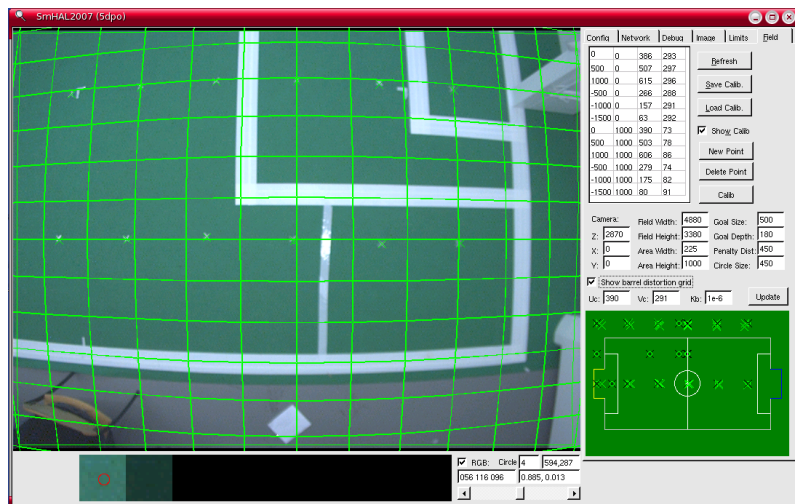 SmHAL2007 (5dpo)
Config Network Debug Image Limits Field
0 0 386 293
500 0 507 297
1000 0 615 296
-500 0 266 288
-1000 0 157 291
-1500 0 63 292
0 1000 390 73
500 1000 503 78
1000 1000 606 86
-500 1000 279 74
-1000 1000 175 82
-1500 1000 80 91
Refresh
Save Calib.
Load Calib.
Show Calib
New Point
Delete Point
Calib
Camera: Field Width: 4880 Goal Size: 500
Z: 2870 Field Height: 3380 Goal Depth: 180
X: 0 Area Width: 225 Penalty Dist: 450
Y: 0 Area Height: 1000 Circle Size: 450
Show barrel distortion grid
Uc: 390 Vc: 291 Kb: 1e-6 Update
RGB: Circle 4 594,287
056 116 096 0.885, 0.013